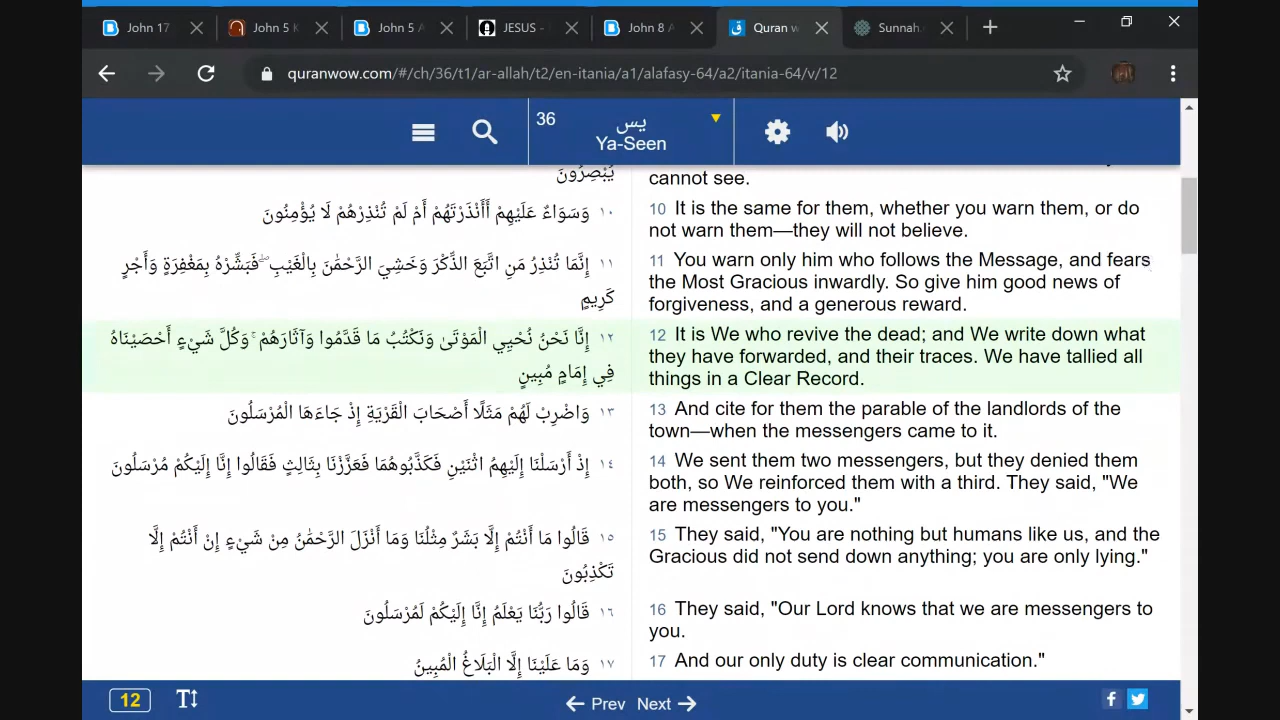 John 17
John 5 K
John 5 A
JESUS -
John 8 A
Quran w
Sunnah.
quranwow.com/#/ch/36/t1/ar-allah/t2/en-itania/a1/alafasy-64/a2/itania-64/v/12
36
يس
Ya-Seen
يُبْصِرُونَ
cannot see.
١٠ وَسَوَاءٌ عَلَيْهِمْ أَأَنْذَرْتَهُمْ أَمْ لَمْ تُنْذِرْهُمْ لَا يُؤْمِنُونَ
10 It is the same for them, whether you warn them, or do
not warn them—they will not believe.
١١ إِنَّمَا تُنْذِرُ مَنِ اتَّبَعَ الذِّكْرَ وَخَشِيَ الرَّحْمَٰنَ بِالْغَيْبِ ۖ فَبَشِّرْهُ بِمَغْفِرَةٍ وَأَجْرٍ
كَرِيمٍ
11 You warn only him who follows the Message, and fears
the Most Gracious inwardly. So give him good news of
forgiveness, and a generous reward.
١٢ إِنَّا نَحْنُ نُحْيِي الْمَوْتَىٰ وَنَكْتُبُ مَا قَدَّمُوا وَآثَارَهُمْ ۚ وَكُلَّ شَيْءٍ أَحْصَيْنَاهُ
فِي إِمَامٍ مُبِينٍ
12 It is We who revive the dead; and We write down what
they have forwarded, and their traces. We have tallied all
things in a Clear Record.
١٣ وَاضْرِبْ لَهُمْ مَثَلًا أَصْحَابَ الْقَرْيَةِ إِذْ جَاءَهَا الْمُرْسَلُونَ
13 And cite for them the parable of the landlords of the
town—when the messengers came to it.
١٤ إِذْ أَرْسَلْنَا إِلَيْهِمُ اثْنَيْنِ فَكَذَّبُوهُمَا فَعَزَّزْنَا بِثَالِثٍ فَقَالُوا إِنَّا إِلَيْكُمْ مُرْسَلُونَ
14 We sent them two messengers, but they denied them
both, so We reinforced them with a third. They said, "We
are messengers to you."
١٥ قَالُوا مَا أَنْتُمْ إِلَّا بَشَرٌ مِثْلُنَا وَمَا أَنْزَلَ الرَّحْمَٰنُ مِنْ شَيْءٍ إِنْ أَنْتُمْ إِلَّا
تَكْذِبُونَ
15 They said, "You are nothing but humans like us, and the
Gracious did not send down anything; you are only lying."
١٦ قَالُوا رَبُّنَا يَعْلَمُ إِنَّا إِلَيْكُمْ لَمُرْسَلُونَ
16 They said, "Our Lord knows that we are messengers to
you.
١٧ وَمَا عَلَيْنَا إِلَّا الْبَلَاغُ الْمُبِينُ
17 And our only duty is clear communication."
12
Prev Next